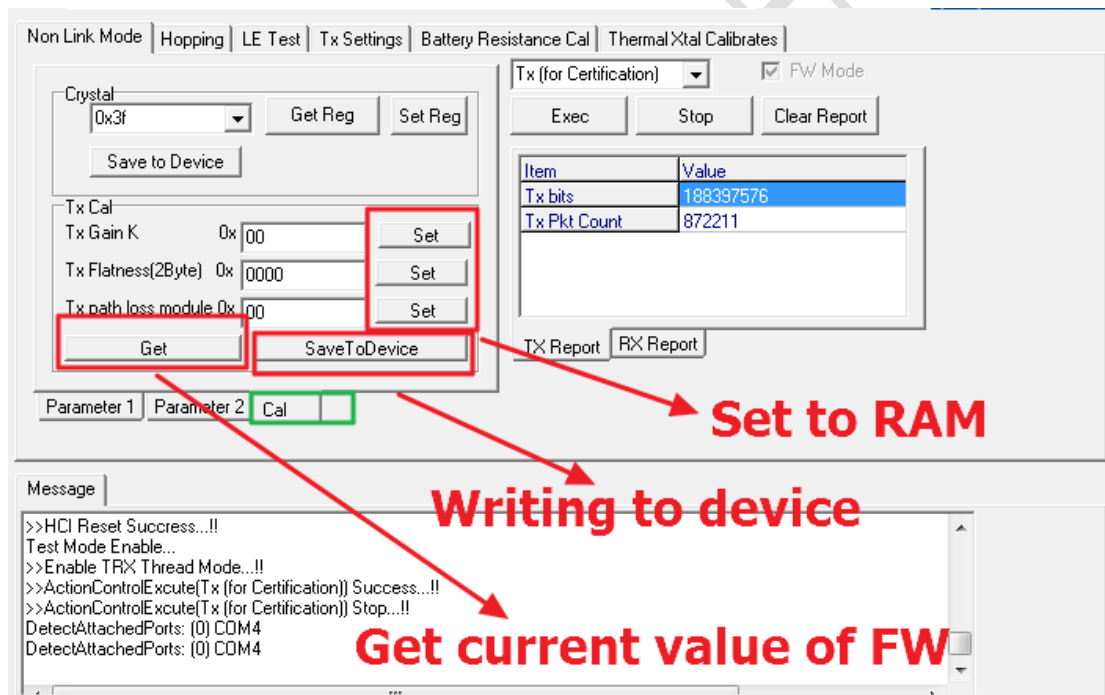 Non Link Mode Hopping LE Test Tx Settings Battery Resistance Cal Thermal Xtal Calibrates
Crystal
0x3f Get Reg Set Reg
Save to Device
Tx Cal
Tx Gain K 0x 00 Set
Tx Flatness(2Byte) 0x 0000 Set
Tx path loss module 0x 00 Set
Get SaveToDevice
Parameter 1 Parameter 2 Cal
Tx (for Certification) FW Mode
Exec Stop Clear Report
Item Value
Tx bits 188397576
Tx Pkt Count 872211
TX Report RX Report
Set to RAM
Writing to device
Get current value of FW
Message
>>HCI Reset Succress...!!
Test Mode Enable...
>>Enable TRX Thread Mode...!!
>>ActionControlExcute(Tx (for Certification)) Success...!!
>>ActionControlExcute(Tx (for Certification)) Stop...!!
DetectAttachedPorts: (0) COM4
DetectAttachedPorts: (0) COM4